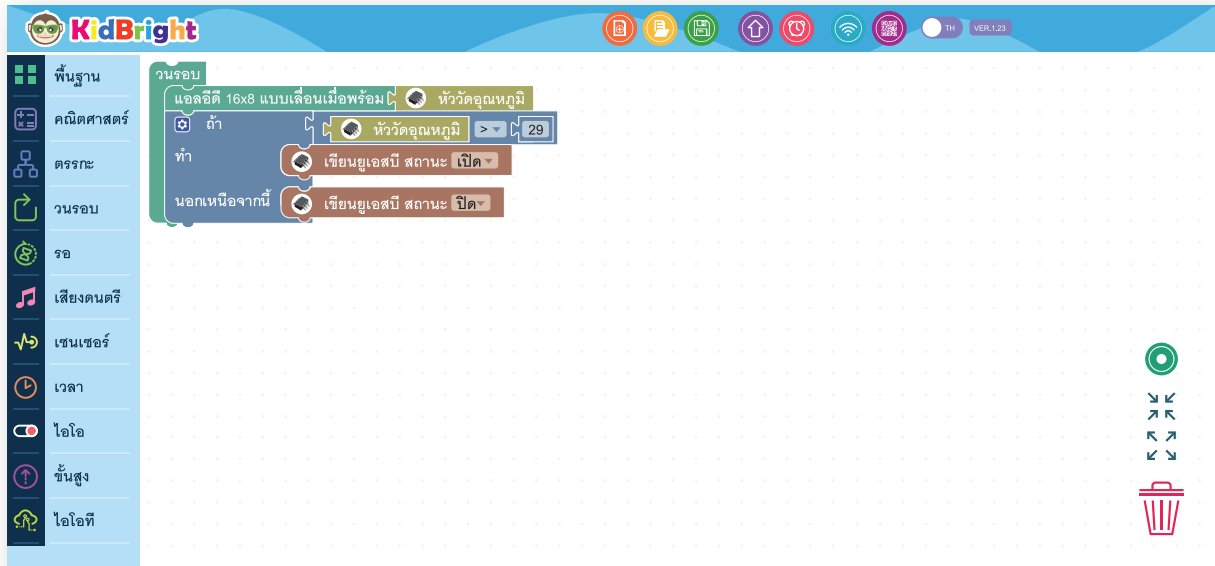 KidBright
TH
VER.1.23
พื้นฐาน
คณิตศาสตร์
ตรรกะ
วนรอบ
รอ
เสียงดนตรี
เซนเซอร์
เวลา
ไอโอ
ขั้นสูง
ไอโอที
วนรอบ
แอลอีดี 16x8 แบบเลื่อนเมื่อพร้อม หัววัดอุณหภูมิ
ถ้า หัววัดอุณหภูมิ > 29
ทำ เขียนยูเอสบี สถานะ เปิด
นอกเหนือจากนี้ เขียนยูเอสบี สถานะ ปิด